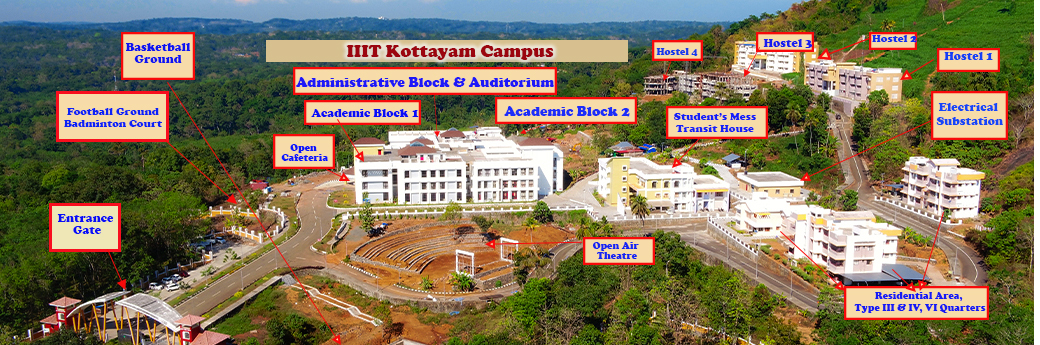 IIIT Kottayam Campus
Basketball
Ground
Administrative Block & Auditorium
Hostel 4
Hostel 3
Hostel 2
Hostel 1
Football Ground
Badminton Court
Academic Block 1
Academic Block 2
Student's Mess
Transit House
Electrical
Substation
Open
Cafeteria
Entrance
Gate
Open Air
Theatre
Residential Area,
Type III & IV, VI Quarters